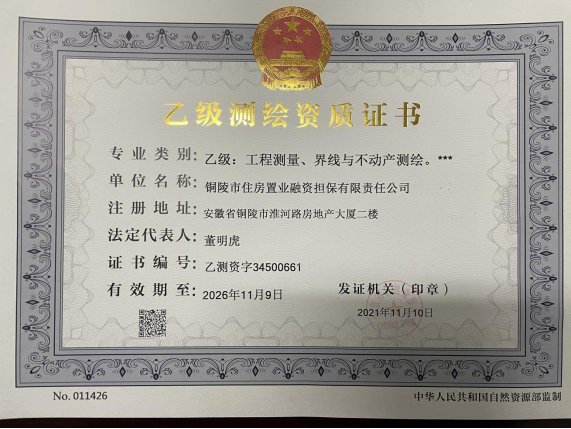 乙级测绘资质证书
专业类别：乙级：工程测量、界线与不动产测绘。***
单位名称：铜陵市住房置业融资担保有限责任公司
注册地址：安徽省铜陵市淮河路房地产大厦二楼
法定代表人：董明虎
证书编号：乙测资字34500661
有效期至：2026年11月9日
发证机关（印章）
2021年11月10日
No. 011426
中华人民共和国自然资源部监制